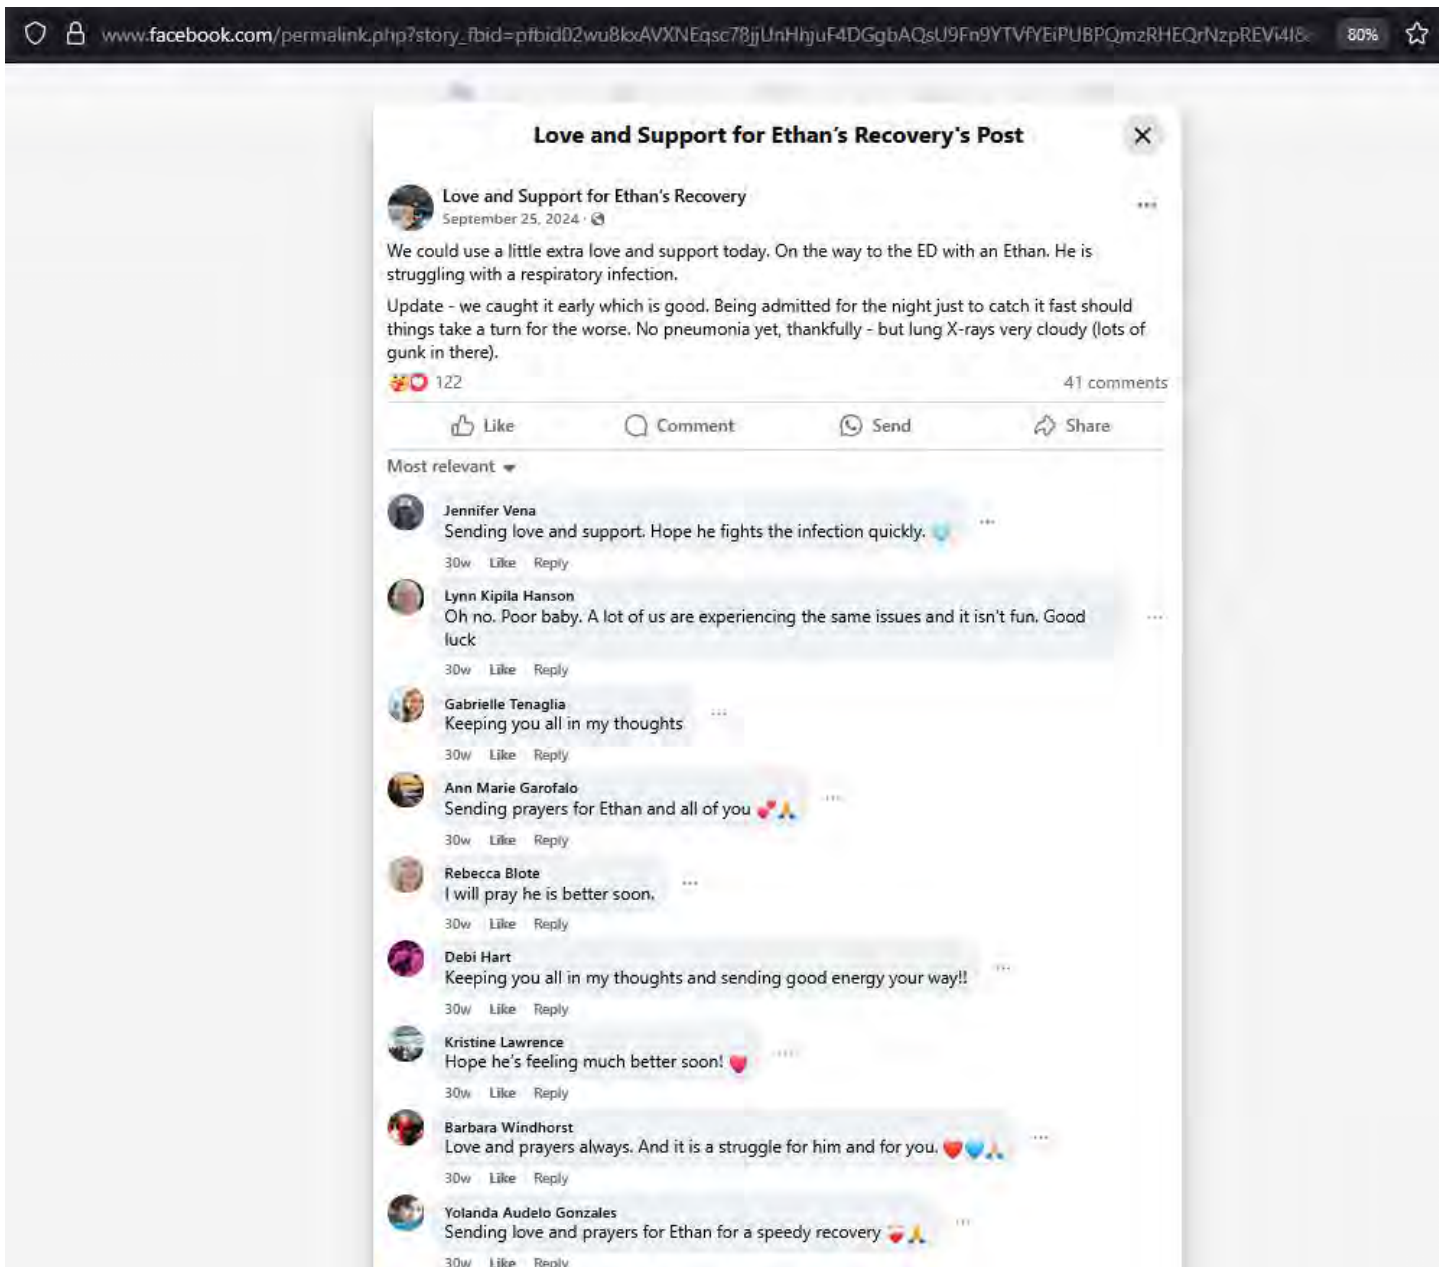 www.facebook.com/permalink.php?story_fbid=
80%
Love and Support for Ethan's Recovery's Post
Love and Support for Ethan's Recovery
September 25, 2024 ·
We could use a little extra love and support today. On the way to the ED with an Ethan. He is
struggling with a respiratory infection.
Update - we caught it early which is good. Being admitted for the night just to catch it fast should
things take a turn for the worse. No pneumonia yet, thankfully - but lung X-rays very cloudy (lots of
gunk in there).
122
41 comments
Like Comment Send Share
Most relevant
Jennifer Vena
Sending love and support. Hope he fights the infection quickly.
30w Like Reply
Lynn Kipila Hanson
Oh no. Poor baby. A lot of us are experiencing the same issues and it isn't fun. Good
luck
30w Like Reply
Gabrielle Tenaglia
Keeping you all in my thoughts
30w Like Reply
Ann Marie Garofalo
Sending prayers for Ethan and all of you 💕🙏
30w Like Reply
Rebecca Blote
I will pray he is better soon.
30w Like Reply
Debi Hart
Keeping you all in my thoughts and sending good energy your way!!
30w Like Reply
Kristine Lawrence
Hope he's feeling much better soon! ❤️
30w Like Reply
Barbara Windhorst
Love and prayers always. And it is a struggle for him and for you. ❤️💙🙏
30w Like Reply
Yolanda Audelo Gonzales
Sending love and prayers for Ethan for a speedy recovery ❤️‍🩹🙏
30w Like Reply